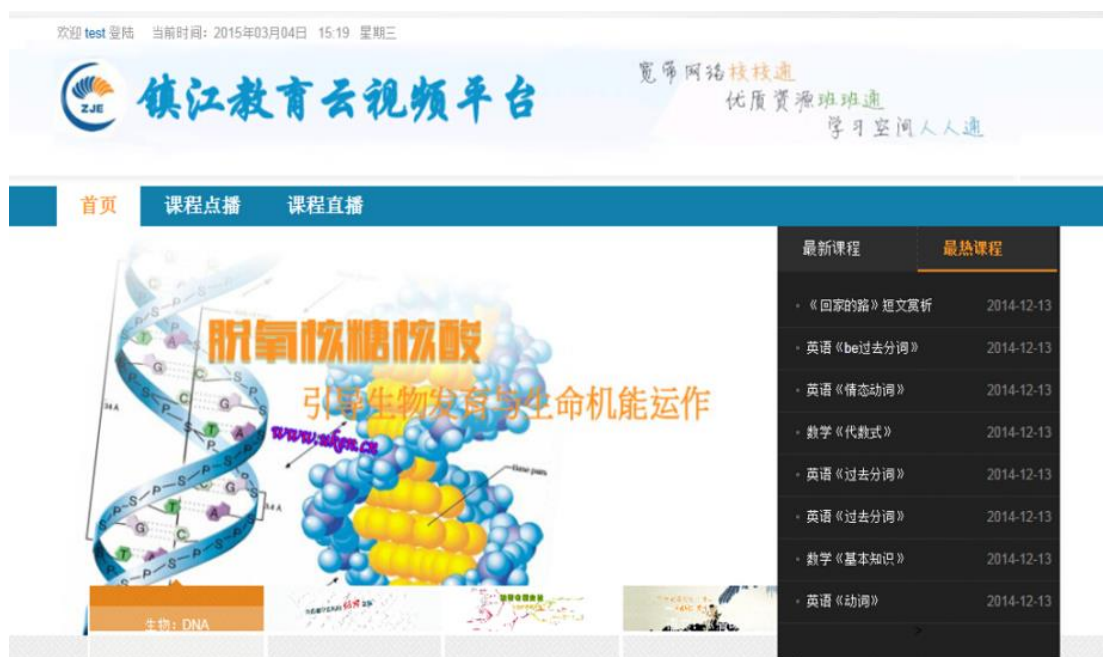 欢迎 test 登陆 当前时间：2015年03月04日 15:19 星期三
ZJE
镇江教育云视频平台
宽带网络校校通
优质资源班班通
学习空间人人通
首页 课程点播 课程直播
最新课程 最热课程
《回家的路》短文赏析 2014-12-13
英语《be过去分词》 2014-12-13
英语《情态动词》 2014-12-13
数学《代数式》 2014-12-13
英语《过去分词》 2014-12-13
英语《过去分词》 2014-12-13
数学《基本知识》 2014-12-13
英语《动词》 2014-12-13
>
脱氧核糖核酸
引导生物发育与生命机能运作
34 A
3.4 A
生物：DNA